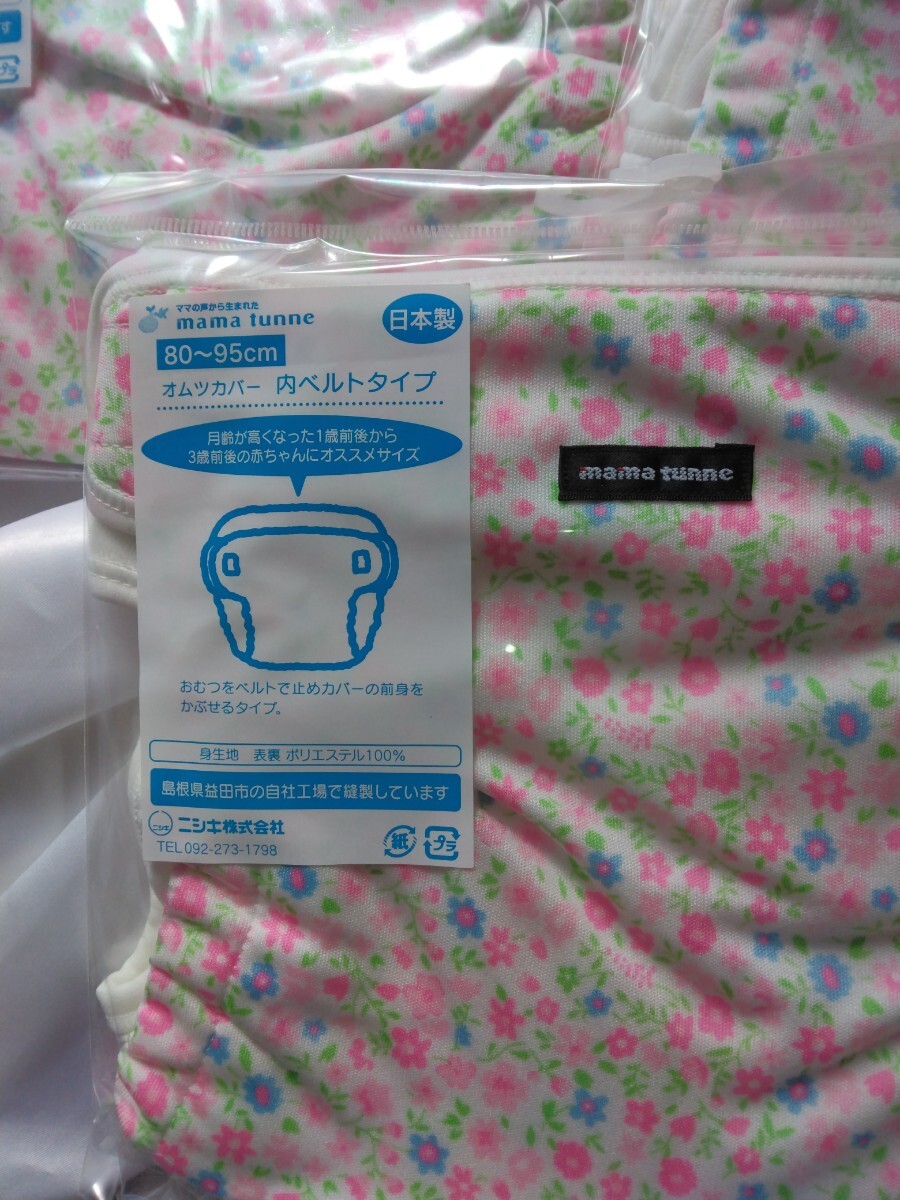 す
プラ
ママの声から生まれた
mama tunne
日本製
80~95cm
オムツカバー 内ベルトタイプ
月齢が高くなった1歳前後から
3歳前後の赤ちゃんにオススメサイズ
mama tunne
おむつをベルトで止めカバーの前身を
かぶせるタイプ。
身生地 表裏 ポリエステル100%
島根県益田市の自社工場で縫製しています
ニシキ ニシキ株式会社
TEL 092-273-1798
紙 プラ